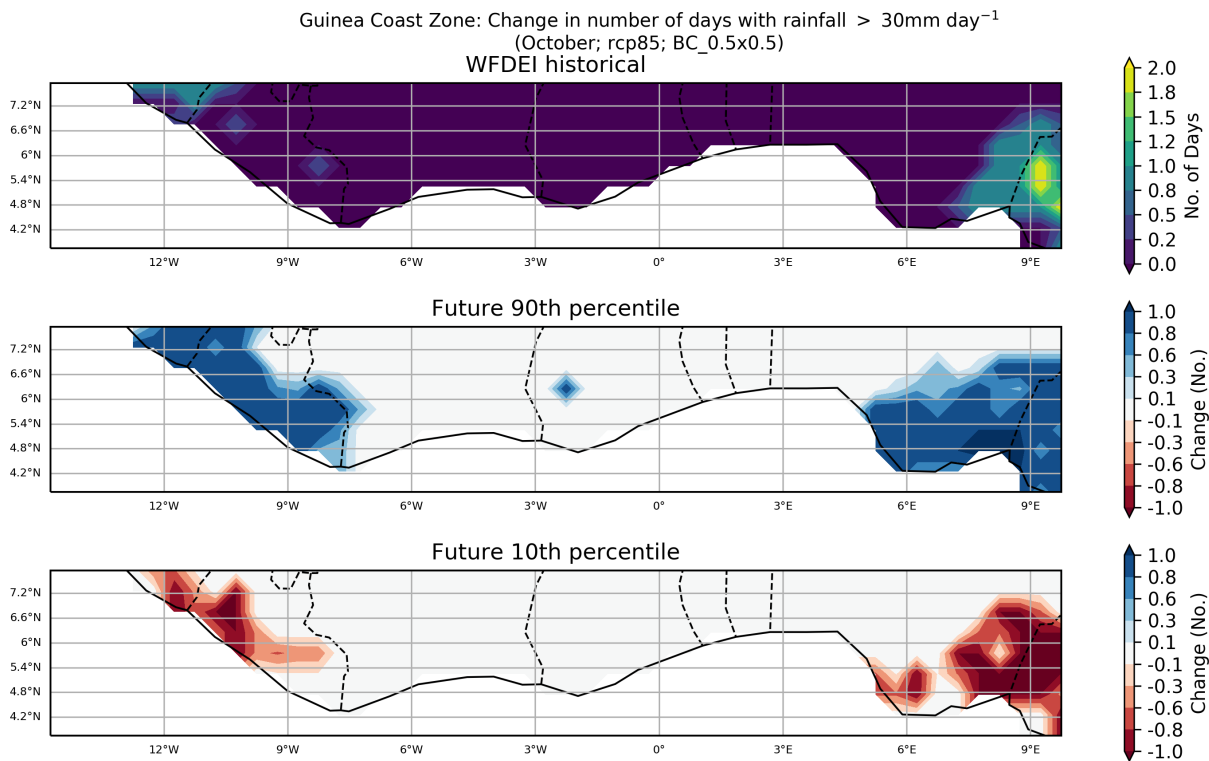 Guinea Coast Zone: Change in number of days with rainfall > 30mm day⁻¹
(October; rcp85; BC_0.5x0.5)
WFDEI historical
7.2°N
6.6°N
6°N
5.4°N
4.8°N
4.2°N
12°W 9°W 6°W 3°W 0° 3°E 6°E 9°E
2.0
1.8
1.5
1.2
1.0
0.8
0.5
0.2
0.0
No. of Days
Future 90th percentile
7.2°N
6.6°N
6°N
5.4°N
4.8°N
4.2°N
12°W 9°W 6°W 3°W 0° 3°E 6°E 9°E
1.0
0.8
0.6
0.3
0.1
-0.1
-0.3
-0.6
-0.8
-1.0
Change (No.)
Future 10th percentile
7.2°N
6.6°N
6°N
5.4°N
4.8°N
4.2°N
12°W 9°W 6°W 3°W 0° 3°E 6°E 9°E
1.0
0.8
0.6
0.3
0.1
-0.1
-0.3
-0.6
-0.8
-1.0
Change (No.)